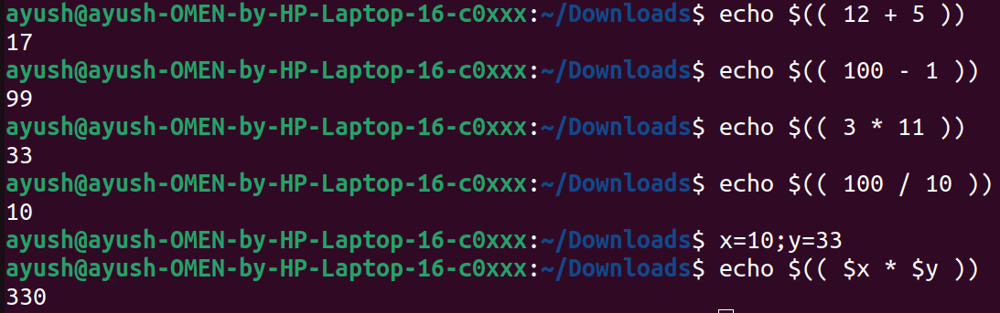 ayush@ayush-OMEN-by-HP-Laptop-16-c0xxx:~/Downloads$ echo $(( 12 + 5 ))
17
ayush@ayush-OMEN-by-HP-Laptop-16-c0xxx:~/Downloads$ echo $(( 100 - 1 ))
99
ayush@ayush-OMEN-by-HP-Laptop-16-c0xxx:~/Downloads$ echo $(( 3 * 11 ))
33
ayush@ayush-OMEN-by-HP-Laptop-16-c0xxx:~/Downloads$ echo $(( 100 / 10 ))
10
ayush@ayush-OMEN-by-HP-Laptop-16-c0xxx:~/Downloads$ x=10;y=33
ayush@ayush-OMEN-by-HP-Laptop-16-c0xxx:~/Downloads$ echo $(( $x * $y ))
330